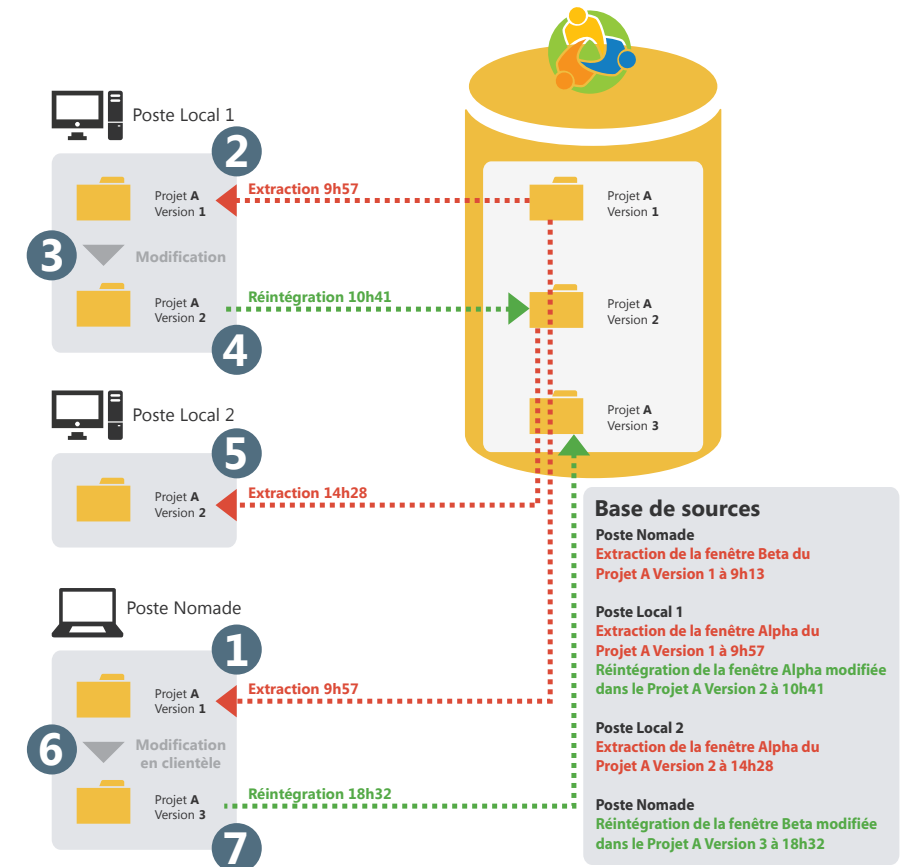 Poste Local 1
2
Extraction 9h57
Projet A
Version 1
Projet A
Version 1
3
Modification
Réintégration 10h41
Projet A
Version 2
Projet A
Version 2
4
Poste Local 2
Projet A
Version 3
5
Extraction 14h28
Projet A
Version 2
Poste Nomade
1
Extraction 9h57
Projet A
Version 1
6
Modification
en clientèle
Réintégration 18h32
Projet A
Version 3
7
Base de sources
Poste Nomade
Extraction de la fenêtre Beta du
Projet A Version 1 à 9h13
Poste Local 1
Extraction de la fenêtre Alpha du
Projet A Version 1 à 9h57
Réintégration de la fenêtre Alpha modifiée
dans le Projet A Version 2 à 10h41
Poste Local 2
Extraction de la fenêtre Alpha du
Projet A Version 2 à 14h28
Poste Nomade
Réintégration de la fenêtre Beta modifiée
dans le Projet A Version 3 à 18h32